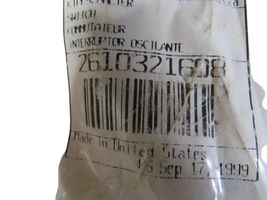 SWITCH
COMMUTATEUR
INTERRUPTOR OSCILANTE
2610321608
Made in United States
Sep 17, 1999